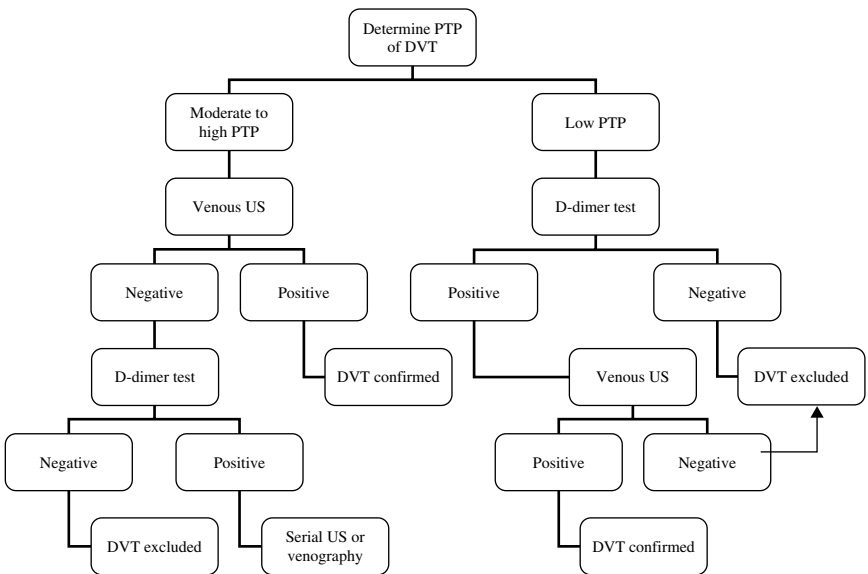 Determine PTP
of DVT
Moderate to
high PTP
Low PTP
Venous US
D-dimer test
Negative
Positive
Positive
Negative
D-dimer test
DVT confirmed
Venous US
DVT excluded
Negative
Positive
Positive
Negative
DVT excluded
Serial US or
venography
DVT confirmed